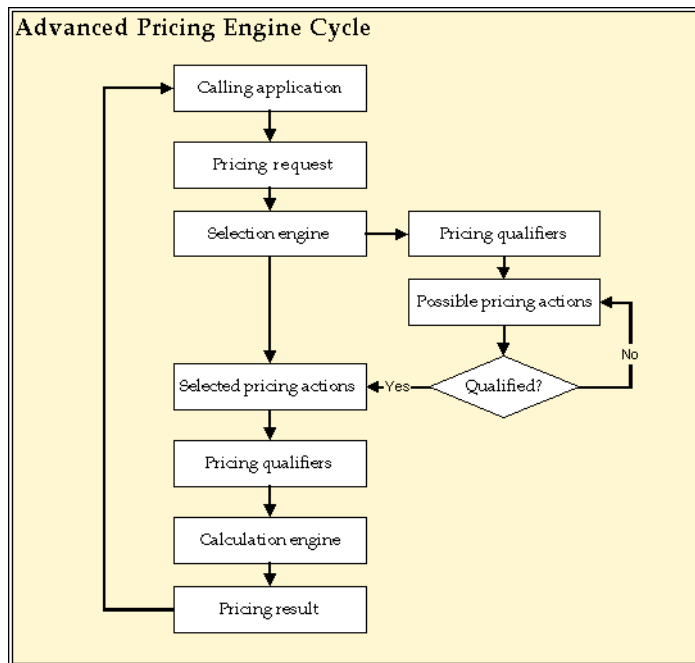 Advanced Pricing Engine Cycle
Calling application
Pricing request
Selection engine
Pricing qualifiers
Possible pricing actions
No
Selected pricing actions
Yes
Qualified?
Pricing qualifiers
Calculation engine
Pricing result